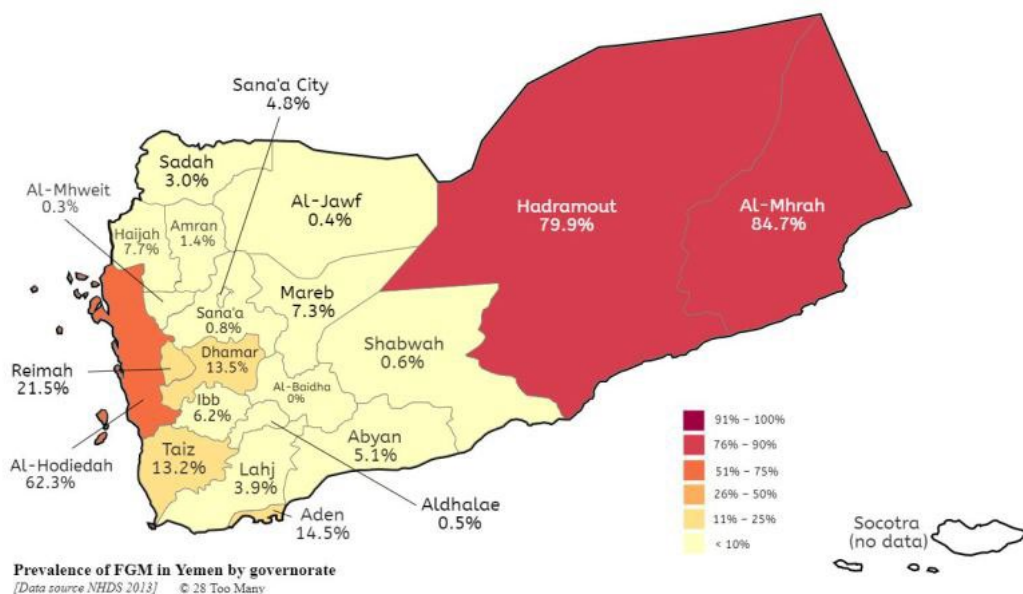 Sana'a City
4.8%
Sadah
3.0%
Al-Mhweit
0.3%
Al-Jawf
0.4%
Hadramout
79.9%
Al-Mhrah
84.7%
Haijah
7.7%
Amran
1.4%
Mareb
7.3%
Sana'a
0.8%
Shabwah
0.6%
Dhamar
13.5%
Reimah
21.5%
Al-Baidha
0%
Ibb
6.2%
Abyan
5.1%
Taiz
13.2%
Al-Hodiedah
62.3%
Lahj
3.9%
Aldhalae
0.5%
Aden
14.5%
91% – 100%
76% – 90%
51% – 75%
26% – 50%
11% – 25%
< 10%
Socotra
(no data)
Prevalence of FGM in Yemen by governorate
[Data source NHDS 2013] © 28 Too Many